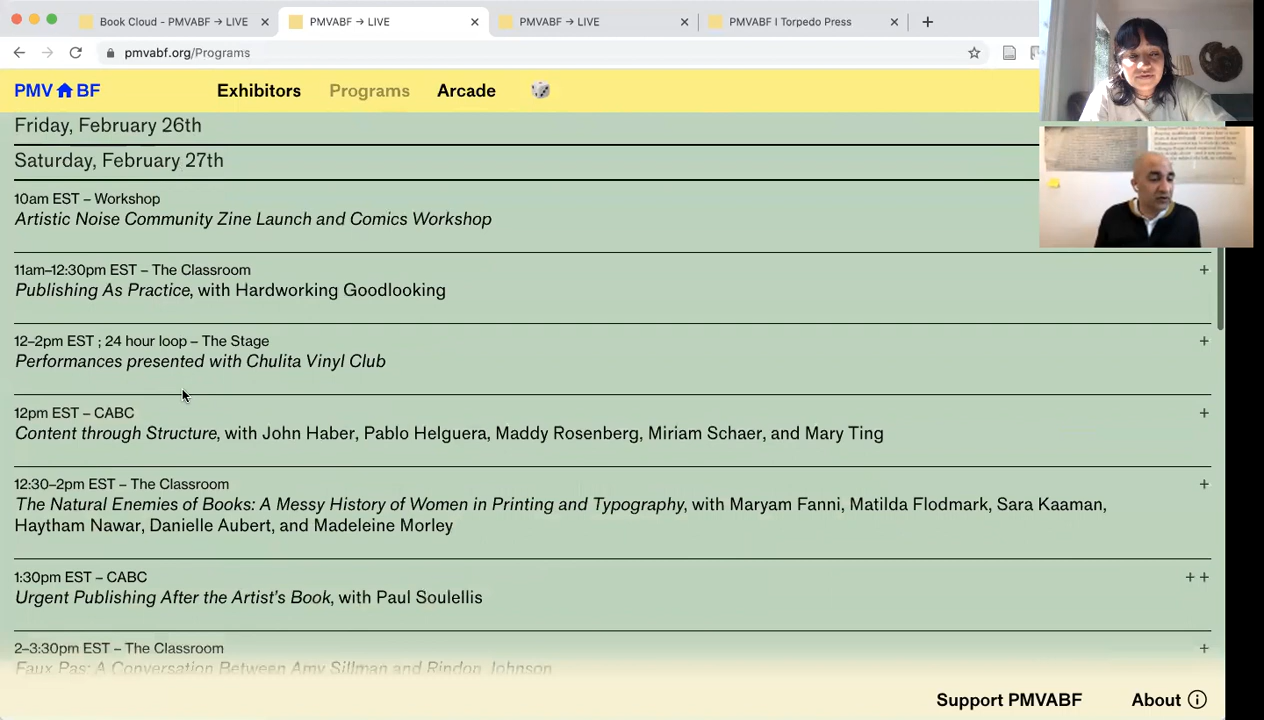 Book Cloud - PMVABF → LIVE
PMVABF → LIVE
PMVABF → LIVE
PMVABF I Torpedo Press
pmvabf.org/Programs
PMV BF
Exhibitors
Programs
Arcade
Friday, February 26th
Saturday, February 27th
10am EST – Workshop
Artistic Noise Community Zine Launch and Comics Workshop
11am–12:30pm EST – The Classroom
+
Publishing As Practice, with Hardworking Goodlooking
12–2pm EST ; 24 hour loop – The Stage
+
Performances presented with Chulita Vinyl Club
12pm EST – CABC
+
Content through Structure, with John Haber, Pablo Helguera, Maddy Rosenberg, Miriam Schaer, and Mary Ting
12:30–2pm EST – The Classroom
+
The Natural Enemies of Books: A Messy History of Women in Printing and Typography, with Maryam Fanni, Matilda Flodmark, Sara Kaaman,
Haytham Nawar, Danielle Aubert, and Madeleine Morley
1:30pm EST – CABC
++
Urgent Publishing After the Artist's Book, with Paul Soulellis
2–3:30pm EST – The Classroom
+
Faux Pas: A Conversation Between Amy Sillman and Rindon Johnson
Support PMVABF
About